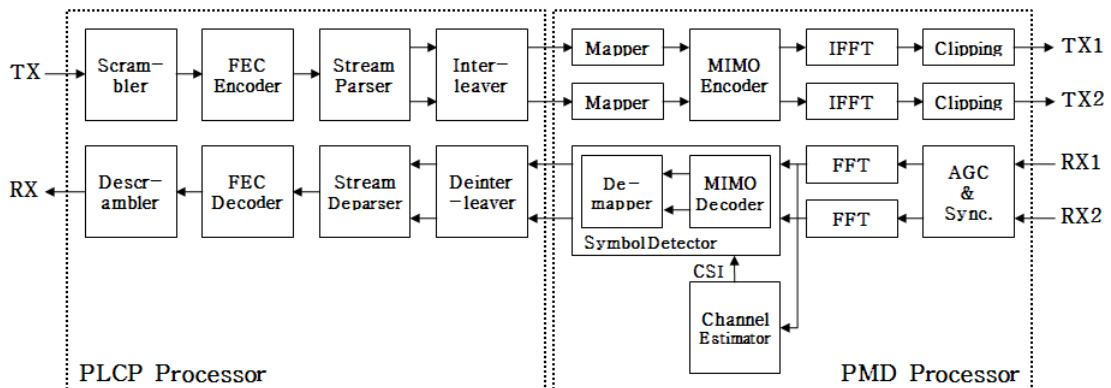 TX
Scram-
bler
FEC
Encoder
Stream
Parser
Inter-
leaver
Mapper
Mapper
MIMO
Encoder
IFFT
IFFT
Clipping
Clipping
TX1
TX2
RX
Descr-
ambler
FEC
Decoder
Stream
Deparser
Deinter
-leaver
De-
mapper
MIMO
Decoder
Symbol Detector
FFT
FFT
AGC
&
Sync.
RX1
RX2
CSI
Channel
Estimator
PLCP Processor
PMD Processor